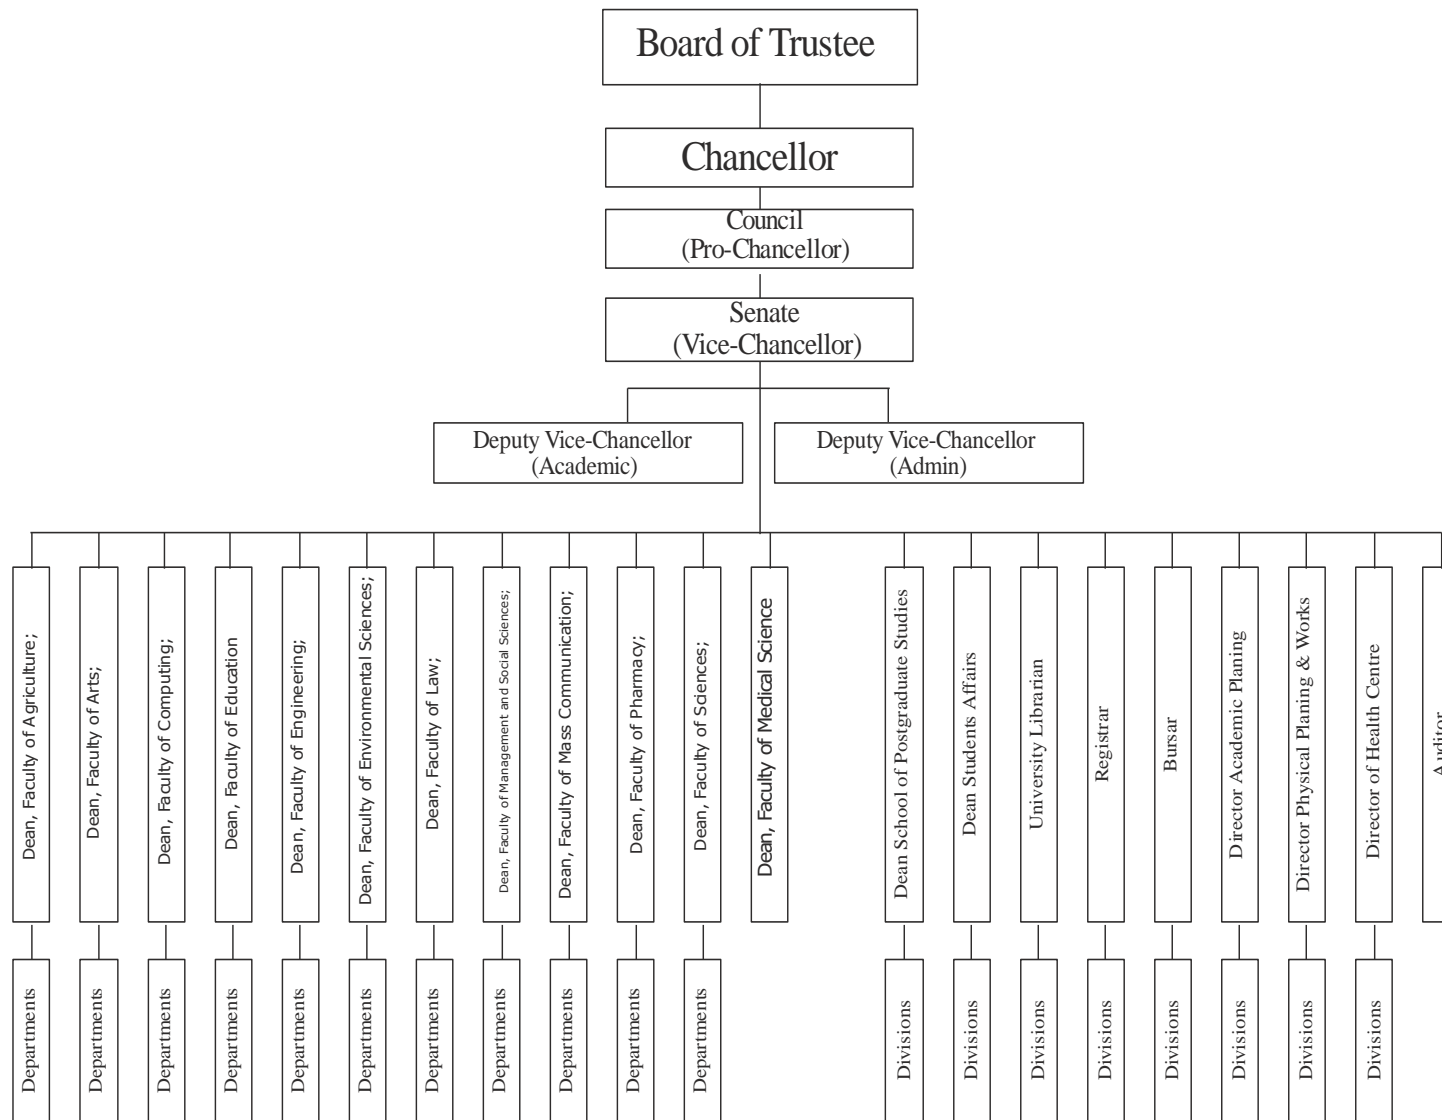 Board of Trustee
Chancellor
Council
(Pro-Chancellor)
Senate
(Vice-Chancellor)
Deputy Vice-Chancellor
(Academic)
Deputy Vice-Chancellor
(Admin)
Dean, Faculty of Agriculture;
Dean, Faculty of Arts;
Dean, Faculty of Computing;
Dean, Faculty of Education
Dean, Faculty of Engineering;
Dean, Faculty of Environmental Sciences;
Dean, Faculty of Law;
Dean, Faculty of Management and Social Sciences;
Dean, Faculty of Mass Communication;
Dean, Faculty of Pharmacy;
Dean, Faculty of Sciences;
Dean, Faculty of Medical Science
Dean School of Postgraduate Studies
Dean Students Affairs
University Librarian
Registrar
Bursar
Director Academic Planing
Director Physical Planing & Works
Director of Health Centre
Auditor
Departments
Departments
Departments
Departments
Departments
Departments
Departments
Departments
Departments
Departments
Departments
Divisions
Divisions
Divisions
Divisions
Divisions
Divisions
Divisions
Divisions